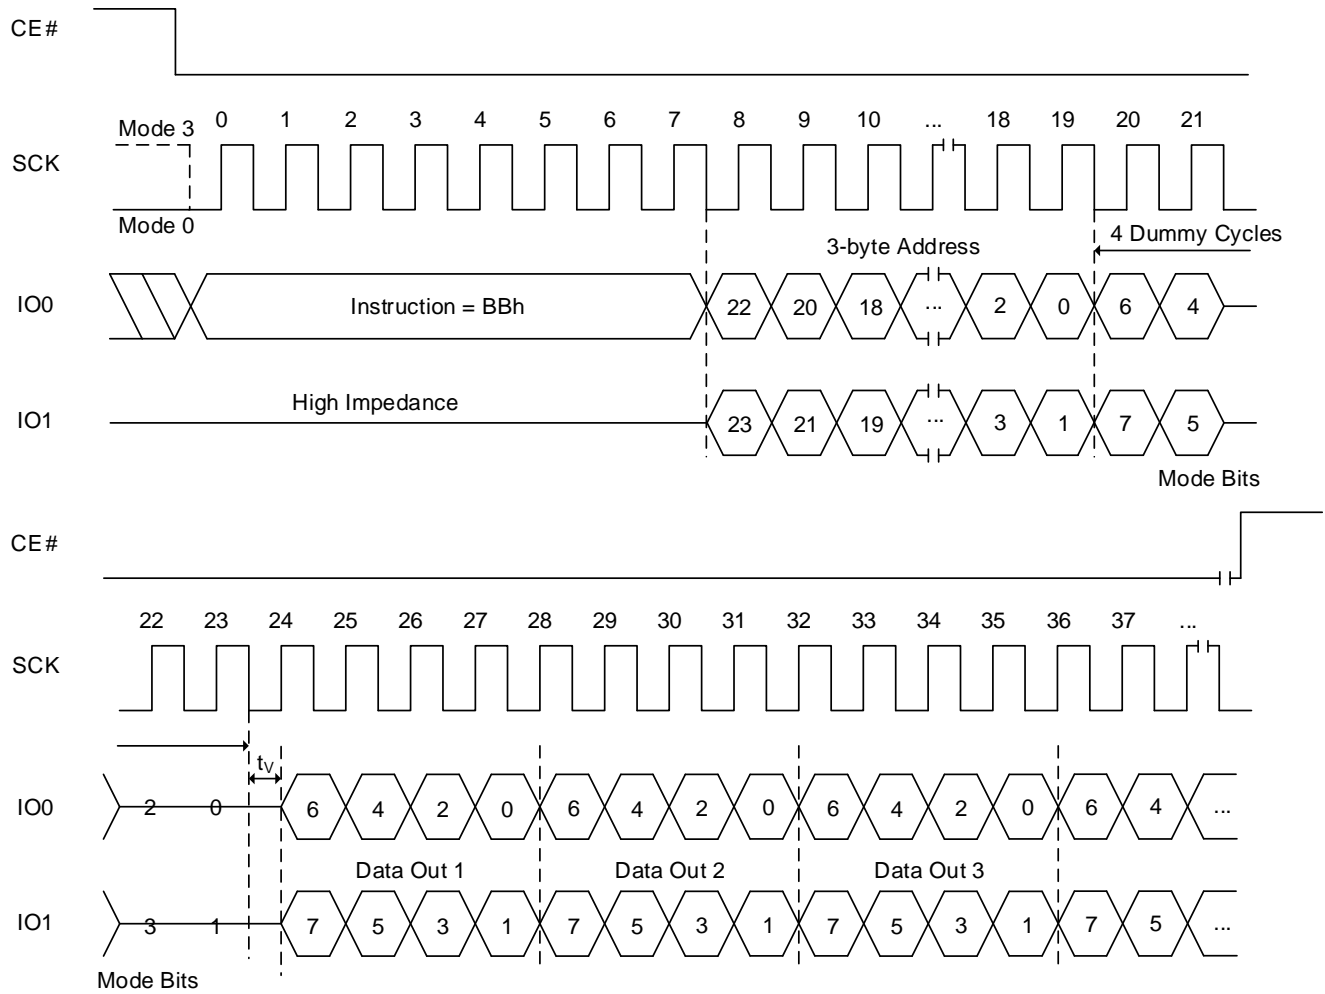 CE#
Mode 3 0 1 2 3 4 5 6 7 8 9 10 ... 18 19 20 21
SCK
Mode 0
3-byte Address 4 Dummy Cycles
IO0 Instruction = BBh 22 20 18 ... 2 0 6 4
High Impedance
IO1 23 21 19 ... 3 1 7 5
Mode Bits
CE#
22 23 24 25 26 27 28 29 30 31 32 33 34 35 36 37 ...
SCK
tV
IO0 2 0 6 4 2 0 6 4 2 0 6 4 2 0 6 4 ...
Data Out 1 Data Out 2 Data Out 3
IO1 3 1 7 5 3 1 7 5 3 1 7 5 3 1 7 5 ...
Mode Bits